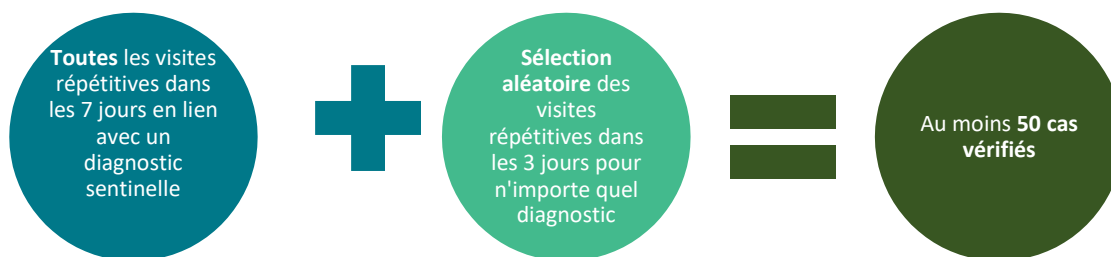 Toutes les visites
répétitives dans
les 7 jours en lien
avec un
diagnostic
sentinelle
Sélection
aléatoire des
visites
répétitives dans
les 3 jours pour
n'importe quel
diagnostic
Au moins 50 cas
vérifiés